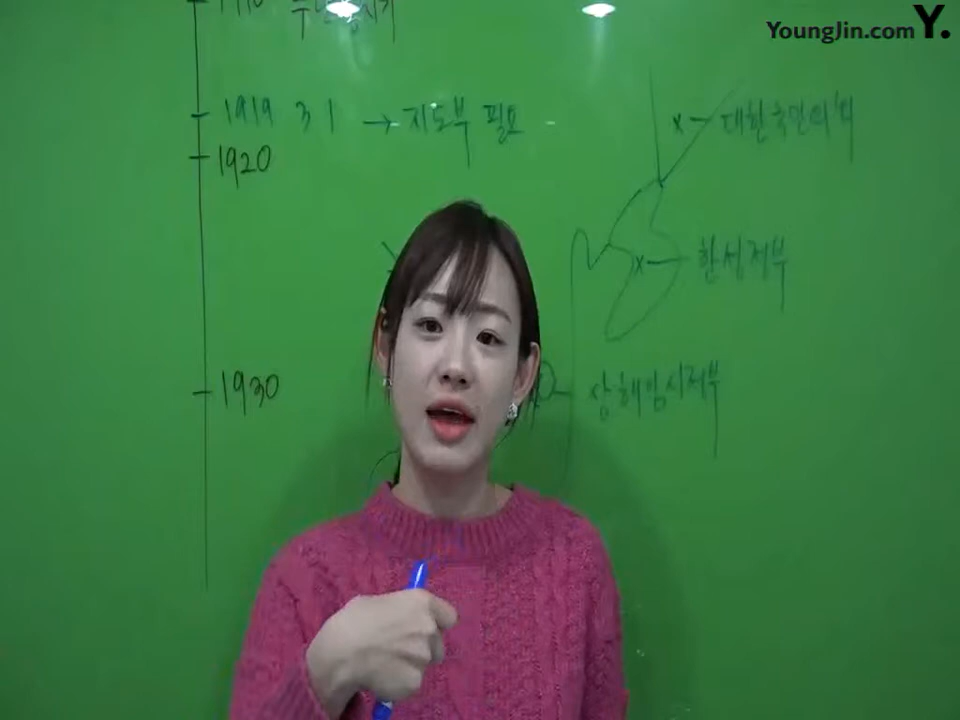 YoungJin.com Y.
1910
1919 3 1 → 지도부 필요
1920
1930
x - 대한국민의회
x - 한성정부
상해임시정부